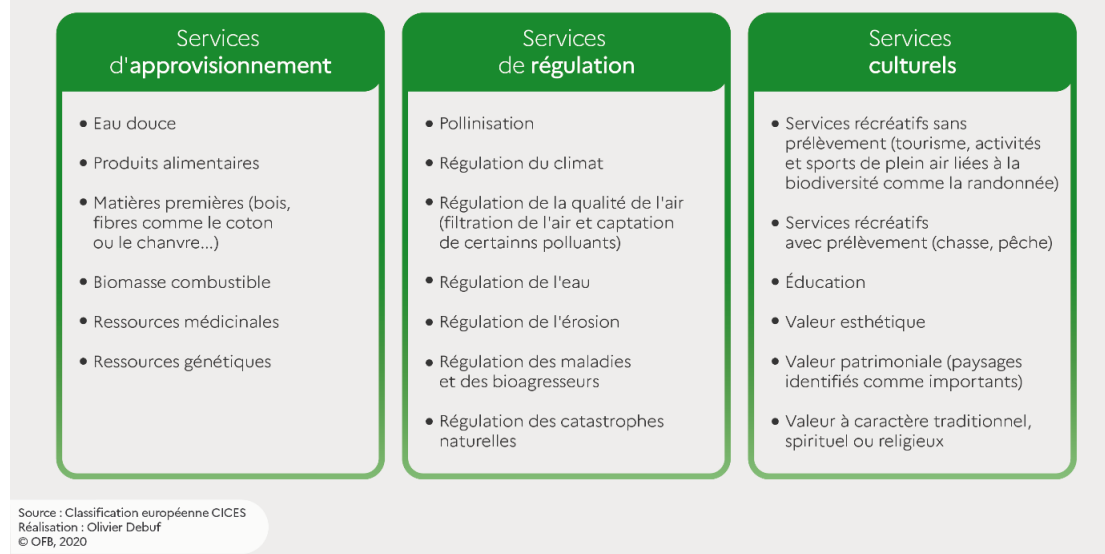 Services
d'approvisionnement
• Eau douce
• Produits alimentaires
• Matières premières (bois,
fibres comme le coton
ou le chanvre...)
• Biomasse combustible
• Ressources médicinales
• Ressources génétiques
Services
de régulation
• Pollinisation
• Régulation du climat
• Régulation de la qualité de l'air
(filtration de l'air et captation
de certainns polluants)
• Régulation de l'eau
• Régulation de l'érosion
• Régulation des maladies
et des bioagresseurs
• Régulation des catastrophes
naturelles
Services
culturels
• Services récréatifs sans
prélèvement (tourisme, activités
et sports de plein air liées à la
biodiversité comme la randonnée)
• Services récréatifs
avec prélèvement (chasse, pêche)
• Éducation
• Valeur esthétique
• Valeur patrimoniale (paysages
identifiés comme importants)
• Valeur à caractère traditionnel,
spirituel ou religieux
Source : Classification européenne CICES
Réalisation : Olivier Debuf
© OFB, 2020